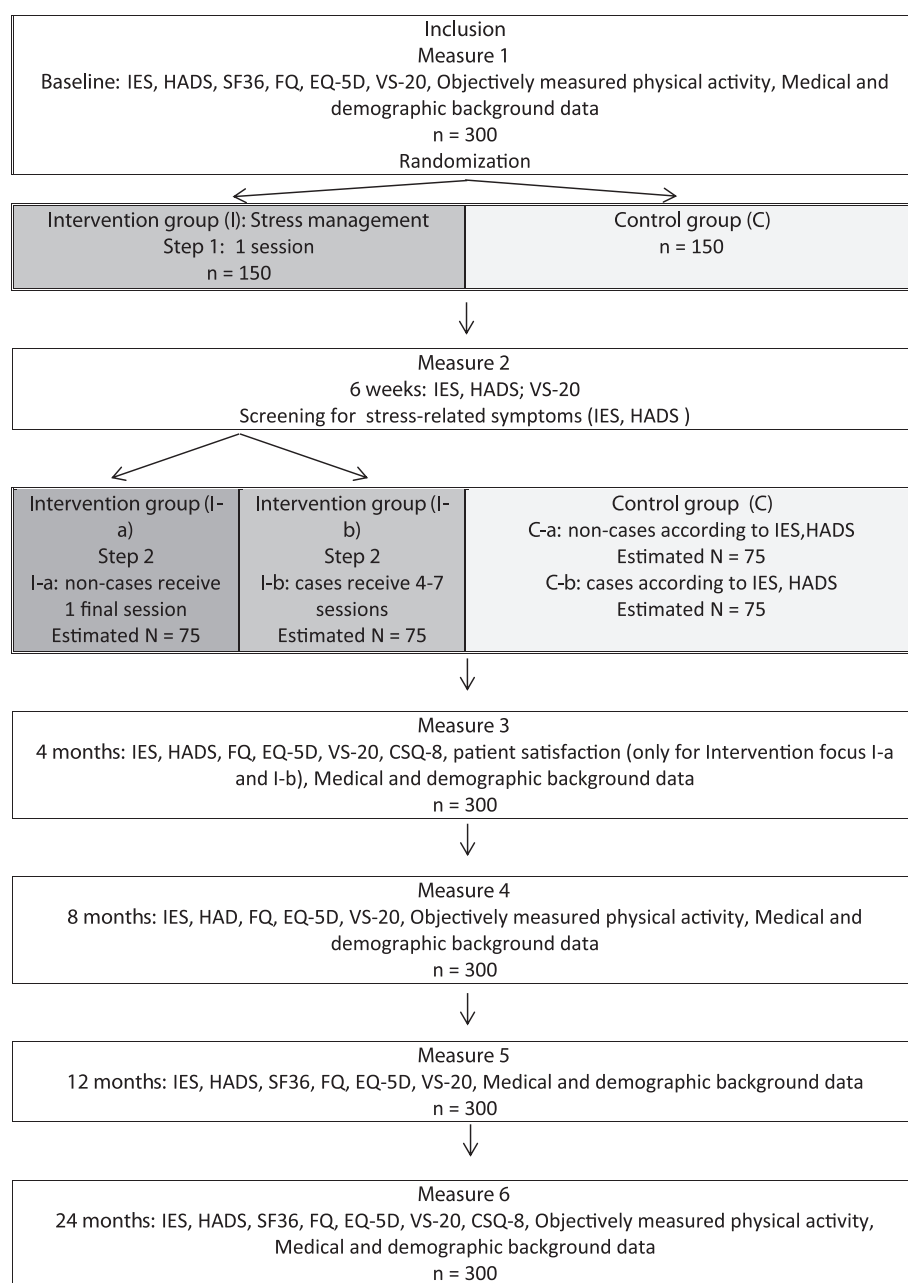 Inclusion
Measure 1
Baseline: IES, HADS, SF36, FQ, EQ-5D, VS-20, Objectively measured physical activity, Medical and
demographic background data
n = 300
Randomization
Intervention group (I): Stress management
Step 1: 1 session
n = 150
Control group (C)
n = 150
Measure 2
6 weeks: IES, HADS; VS-20
Screening for stress-related symptoms (IES, HADS )
Intervention group (I-
a)
Step 2
I-a: non-cases receive
1 final session
Estimated N = 75
Intervention group (I-
b)
Step 2
I-b: cases receive 4-7
sessions
Estimated N = 75
Control group (C)
C-a: non-cases according to IES,HADS
Estimated N = 75
C-b: cases according to IES, HADS
Estimated N = 75
Measure 3
4 months: IES, HADS, FQ, EQ-5D, VS-20, CSQ-8, patient satisfaction (only for Intervention focus I-a
and I-b), Medical and demographic background data
n = 300
Measure 4
8 months: IES, HAD, FQ, EQ-5D, VS-20, Objectively measured physical activity, Medical and
demographic background data
n = 300
Measure 5
12 months: IES, HADS, SF36, FQ, EQ-5D, VS-20, Medical and demographic background data
n = 300
Measure 6
24 months: IES, HADS, SF36, FQ, EQ-5D, VS-20, CSQ-8, Objectively measured physical activity,
Medical and demographic background data
n = 300